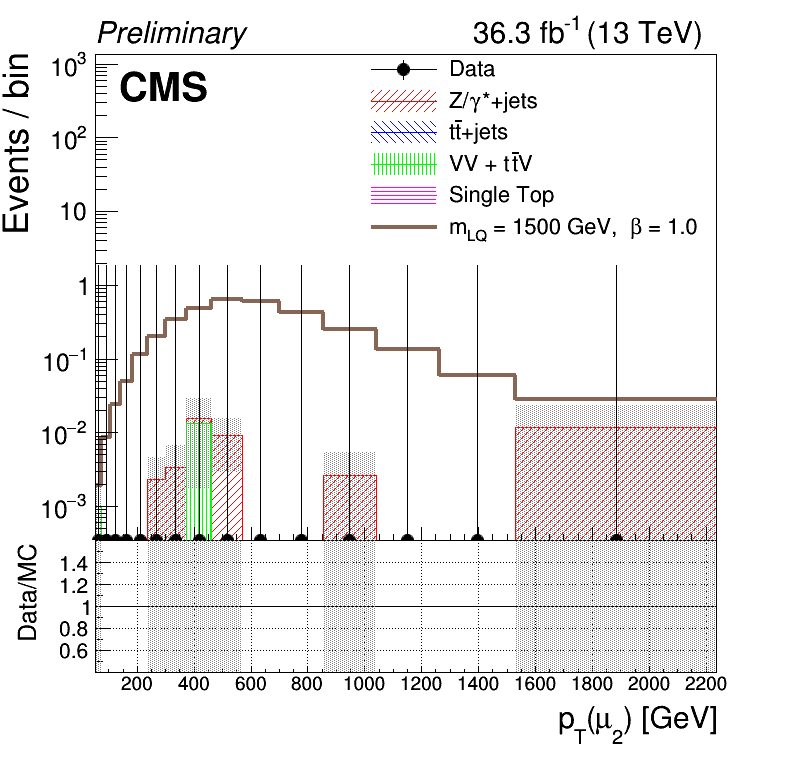 Preliminary 36.3 fb⁻¹ (13 TeV)
CMS
Events / bin
10³
10²
10
1
10⁻¹
10⁻²
10⁻³
Data
Z/γ*+jets
tt̄+jets
VV + tt̄V
Single Top
m_LQ = 1500 GeV, β = 1.0
Data/MC
1.4
1.2
1
0.8
0.6
200 400 600 800 1000 1200 1400 1600 1800 2000 2200
p_T(μ₂) [GeV]